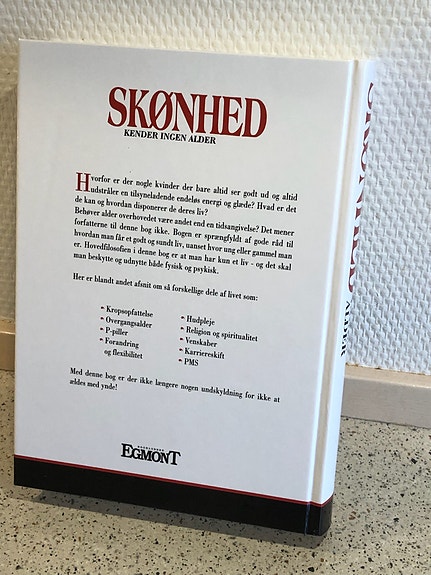 SKØNHED
KENDER INGEN ALDER
Hvorfor er der nogle kvinder der bare altid ser godt ud og altid
udstråler en tilsyneladende endeløs energi og glæde? Hvad er det
de kan og hvordan disponerer de deres liv?
Behøver alder overhovedet være andet end en tidsangivelse? Det mener
forfatterne til denne bog ikke. Bogen er sprængfyldt af gode råd til
hvordan man får et godt og sundt liv, uanset hvor ung eller gammel man
er. Hovedfilosofien i denne bog er at man har kun et liv - og det skal
man beskytte og udnytte både fysisk og psykisk.
Her er blandt andet afsnit om så forskellige dele af livet som:
Kropsopfattelse
Overgangsalder
P-piller
Forandring
og flexibilitet
Hudpleje
Religion og spiritualitet
Venskaber
Karriereskift
PMS
Med denne bog er der ikke længere nogen undskyldning for ikke at
ældes med ynde!
EGMONT
SKØNHED
ALDER